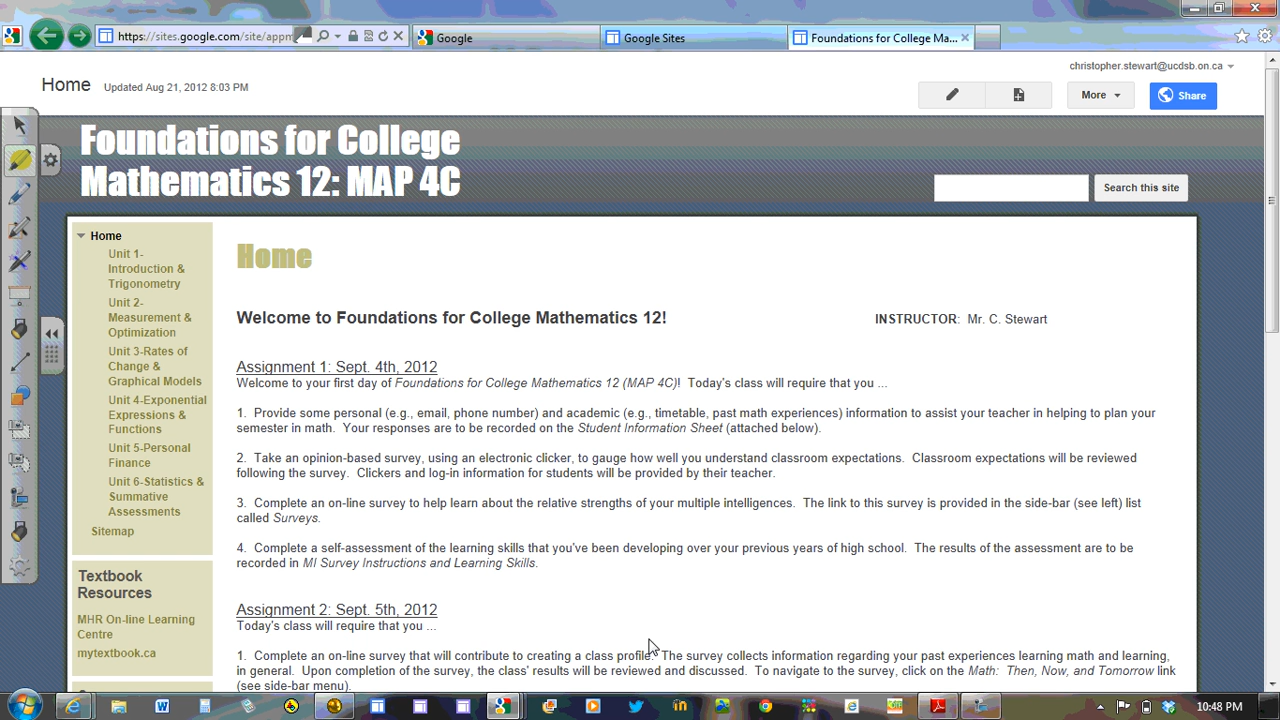 https://sites.google.com/site/appm
Google
Google Sites
Foundations for College Ma...
christopher.stewart@ucdsb.on.ca
Home
Updated Aug 21, 2012 8:03 PM
More
Share
Foundations for College
Mathematics 12: MAP 4C
Search this site
Home
Unit 1-
Introduction &
Trigonometry
Unit 2-
Measurement &
Optimization
Unit 3-Rates of
Change &
Graphical Models
Unit 4-Exponential
Expressions &
Functions
Unit 5-Personal
Finance
Unit 6-Statistics &
Summative
Assessments
Sitemap
Textbook
Resources
MHR On-line Learning
Centre
mytextbook.ca
Home
Welcome to Foundations for College Mathematics 12!
INSTRUCTOR: Mr. C. Stewart
Assignment 1: Sept. 4th, 2012
Welcome to your first day of Foundations for College Mathematics 12 (MAP 4C)! Today's class will require that you ...
1. Provide some personal (e.g., email, phone number) and academic (e.g., timetable, past math experiences) information to assist your teacher in helping to plan your
semester in math. Your responses are to be recorded on the Student Information Sheet (attached below).
2. Take an opinion-based survey, using an electronic clicker, to gauge how well you understand classroom expectations. Classroom expectations will be reviewed
following the survey. Clickers and log-in information for students will be provided by their teacher.
3. Complete an on-line survey to help learn about the relative strengths of your multiple intelligences. The link to this survey is provided in the side-bar (see left) list
called Surveys.
4. Complete a self-assessment of the learning skills that you've been developing over your previous years of high school. The results of the assessment are to be
recorded in MI Survey Instructions and Learning Skills.
Assignment 2: Sept. 5th, 2012
Today's class will require that you ...
1. Complete an on-line survey that will contribute to creating a class profile. The survey collects information regarding your past experiences learning math and learning,
in general. Upon completion of the survey, the class' results will be reviewed and discussed. To navigate to the survey, click on the Math: Then, Now, and Tomorrow link
(see side-bar menu).
10:48 PM